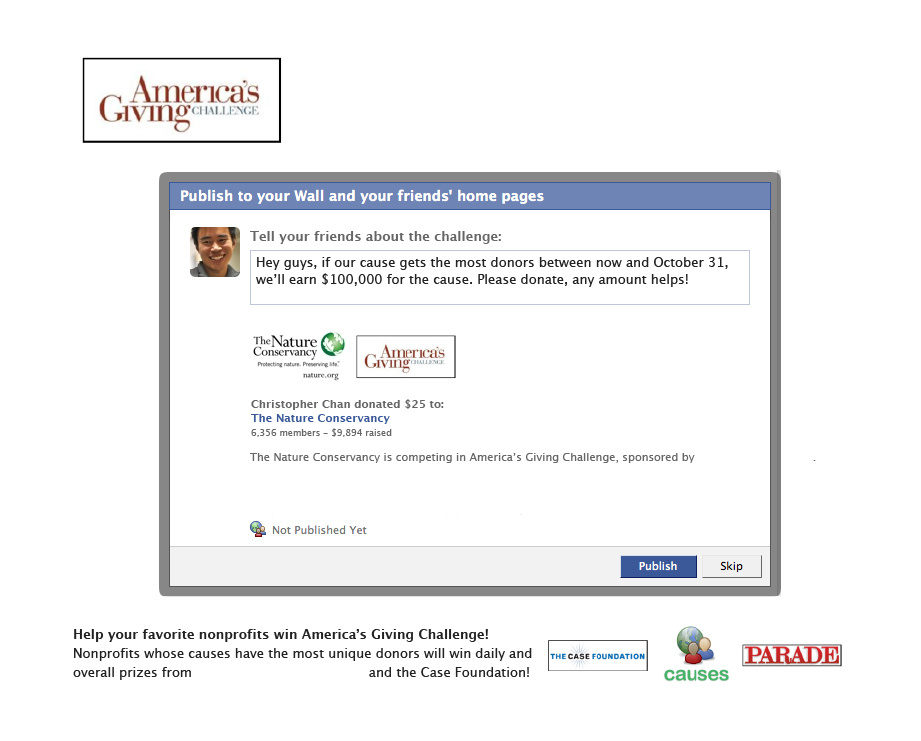 America's
Giving CHALLENGE
Publish to your Wall and your friends' home pages
Tell your friends about the challenge:
Hey guys, if our cause gets the most donors between now and October 31,
we'll earn $100,000 for the cause. Please donate, any amount helps!
The Nature
Conservancy
Protecting nature. Preserving life.™
nature.org
America's
Giving CHALLENGE
Christopher Chan donated $25 to:
The Nature Conservancy
6,356 members – $9,894 raised
The Nature Conservancy is competing in America's Giving Challenge, sponsored by .
Not Published Yet
Publish Skip
Help your favorite nonprofits win America's Giving Challenge!
Nonprofits whose causes have the most unique donors will win daily and
overall prizes from and the Case Foundation!
THE CASE FOUNDATION
causes
PARADE